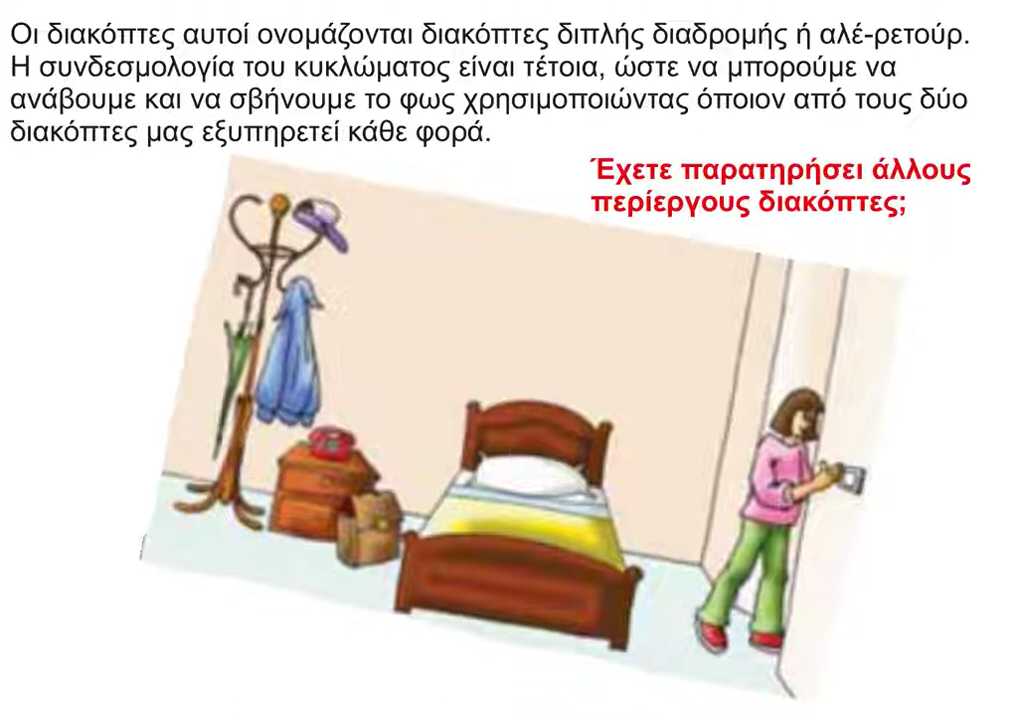 Οι διακόπτες αυτοί ονομάζονται διακόπτες διπλής διαδρομής ή αλέ-ρετούρ.
Η συνδεσμολογία του κυκλώματος είναι τέτοια, ώστε να μπορούμε να
ανάβουμε και να σβήνουμε το φως χρησιμοποιώντας όποιον από τους δύο
διακόπτες μας εξυπηρετεί κάθε φορά.
Έχετε παρατηρήσει άλλους
περίεργους διακόπτες;